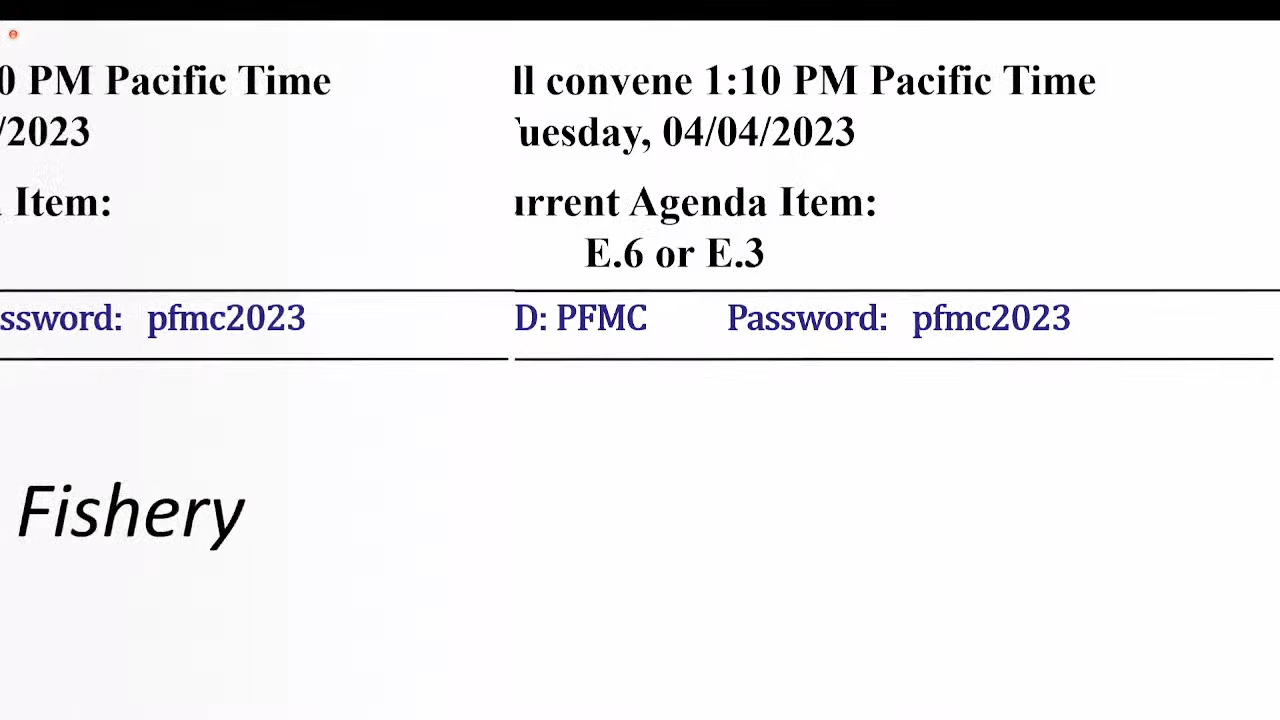 0 PM Pacific Time
/2023
Item:
ssword: pfmc2023
Fishery
ll convene 1:10 PM Pacific Time
uesday, 04/04/2023
rrent Agenda Item:
E.6 or E.3
D: PFMC Password: pfmc2023